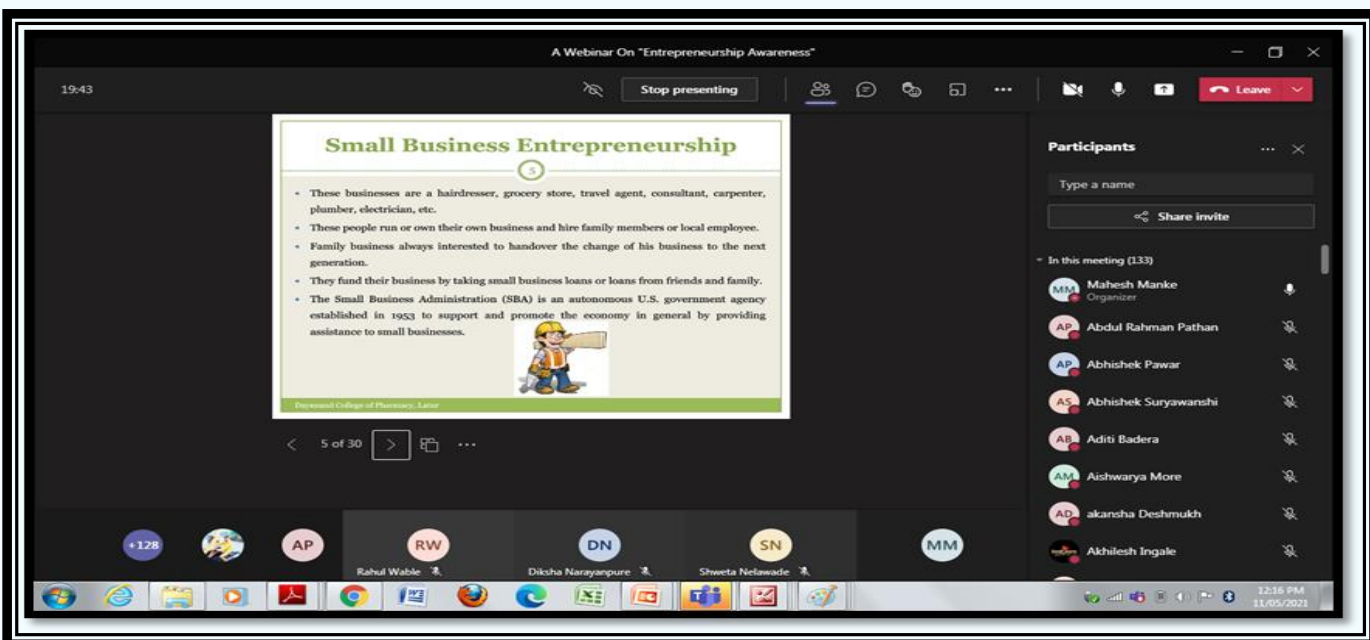 A Webinar On "Entrepreneurship Awareness"
19:43
Stop presenting
Leave
Small Business Entrepreneurship
5
These businesses are a hairdresser, grocery store, travel agent, consultant, carpenter,
plumber, electrician, etc.
These people run or own their own business and hire family members or local employee.
Family business always interested to handover the change of his business to the next
generation.
They fund their business by taking small business loans or loans from friends and family.
The Small Business Administration (SBA) is an autonomous U.S. government agency
established in 1953 to support and promote the economy in general by providing
assistance to small businesses.
Dayanand College of Pharmacy, Latur
5 of 30
Participants
Type a name
Share invite
In this meeting (133)
MM Mahesh Manke
Organizer
AP Abdul Rahman Pathan
AP Abhishek Pawar
AS Abhishek Suryawanshi
AB Aditi Badera
AM Aishwarya More
AD akansha Deshmukh
Akhilesh Ingale
+128
AP
RW
DN
SN
MM
Rahul Wable
Diksha Narayanpure
Shweta Nelawade
12:16 PM
11/05/2021